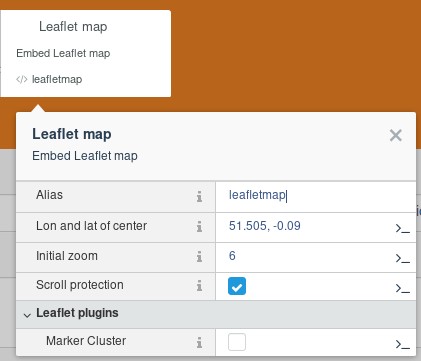 Leaflet map
Embed Leaflet map
</> leafletmap
Leaflet map
Embed Leaflet map
Alias
leafletmap
Lon and lat of center
51.505, -0.09
Initial zoom
6
Scroll protection
Leaflet plugins
Marker Cluster